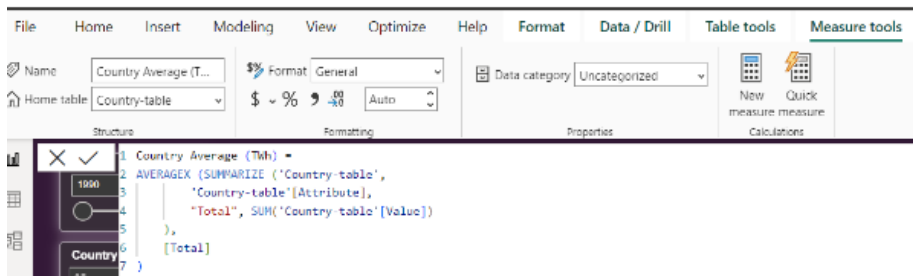 File Home Insert Modeling View Optimize Help Format Data / Drill Table tools Measure tools
Name Country Average (T... Format General Data category Uncategorized
Home table Country-table $ % Auto New measure Quick measure
Structure Formatting Properties Calculations
1 Country Average (TWh) =
2 AVERAGEX (SUMMARIZE ('Country-table',
3 'Country-table'[Attribute],
4 "Total", SUM('Country-table'[Value])
5 ),
6 [Total]
7 )
1990
Country